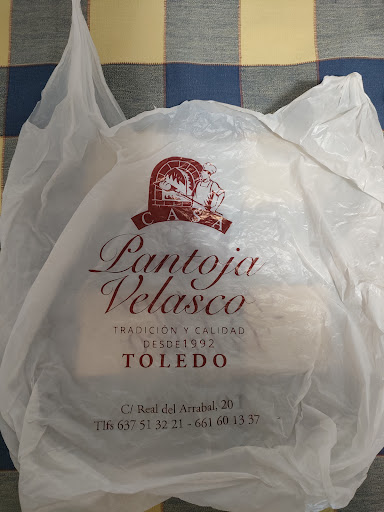 CASA
Pantoja
Velasco
TRADICIÓN Y CALIDAD
DESDE 1992
TOLEDO
C/ Real del Arrabal, 20
Tlfs 637 51 32 21 - 661 60 13 37